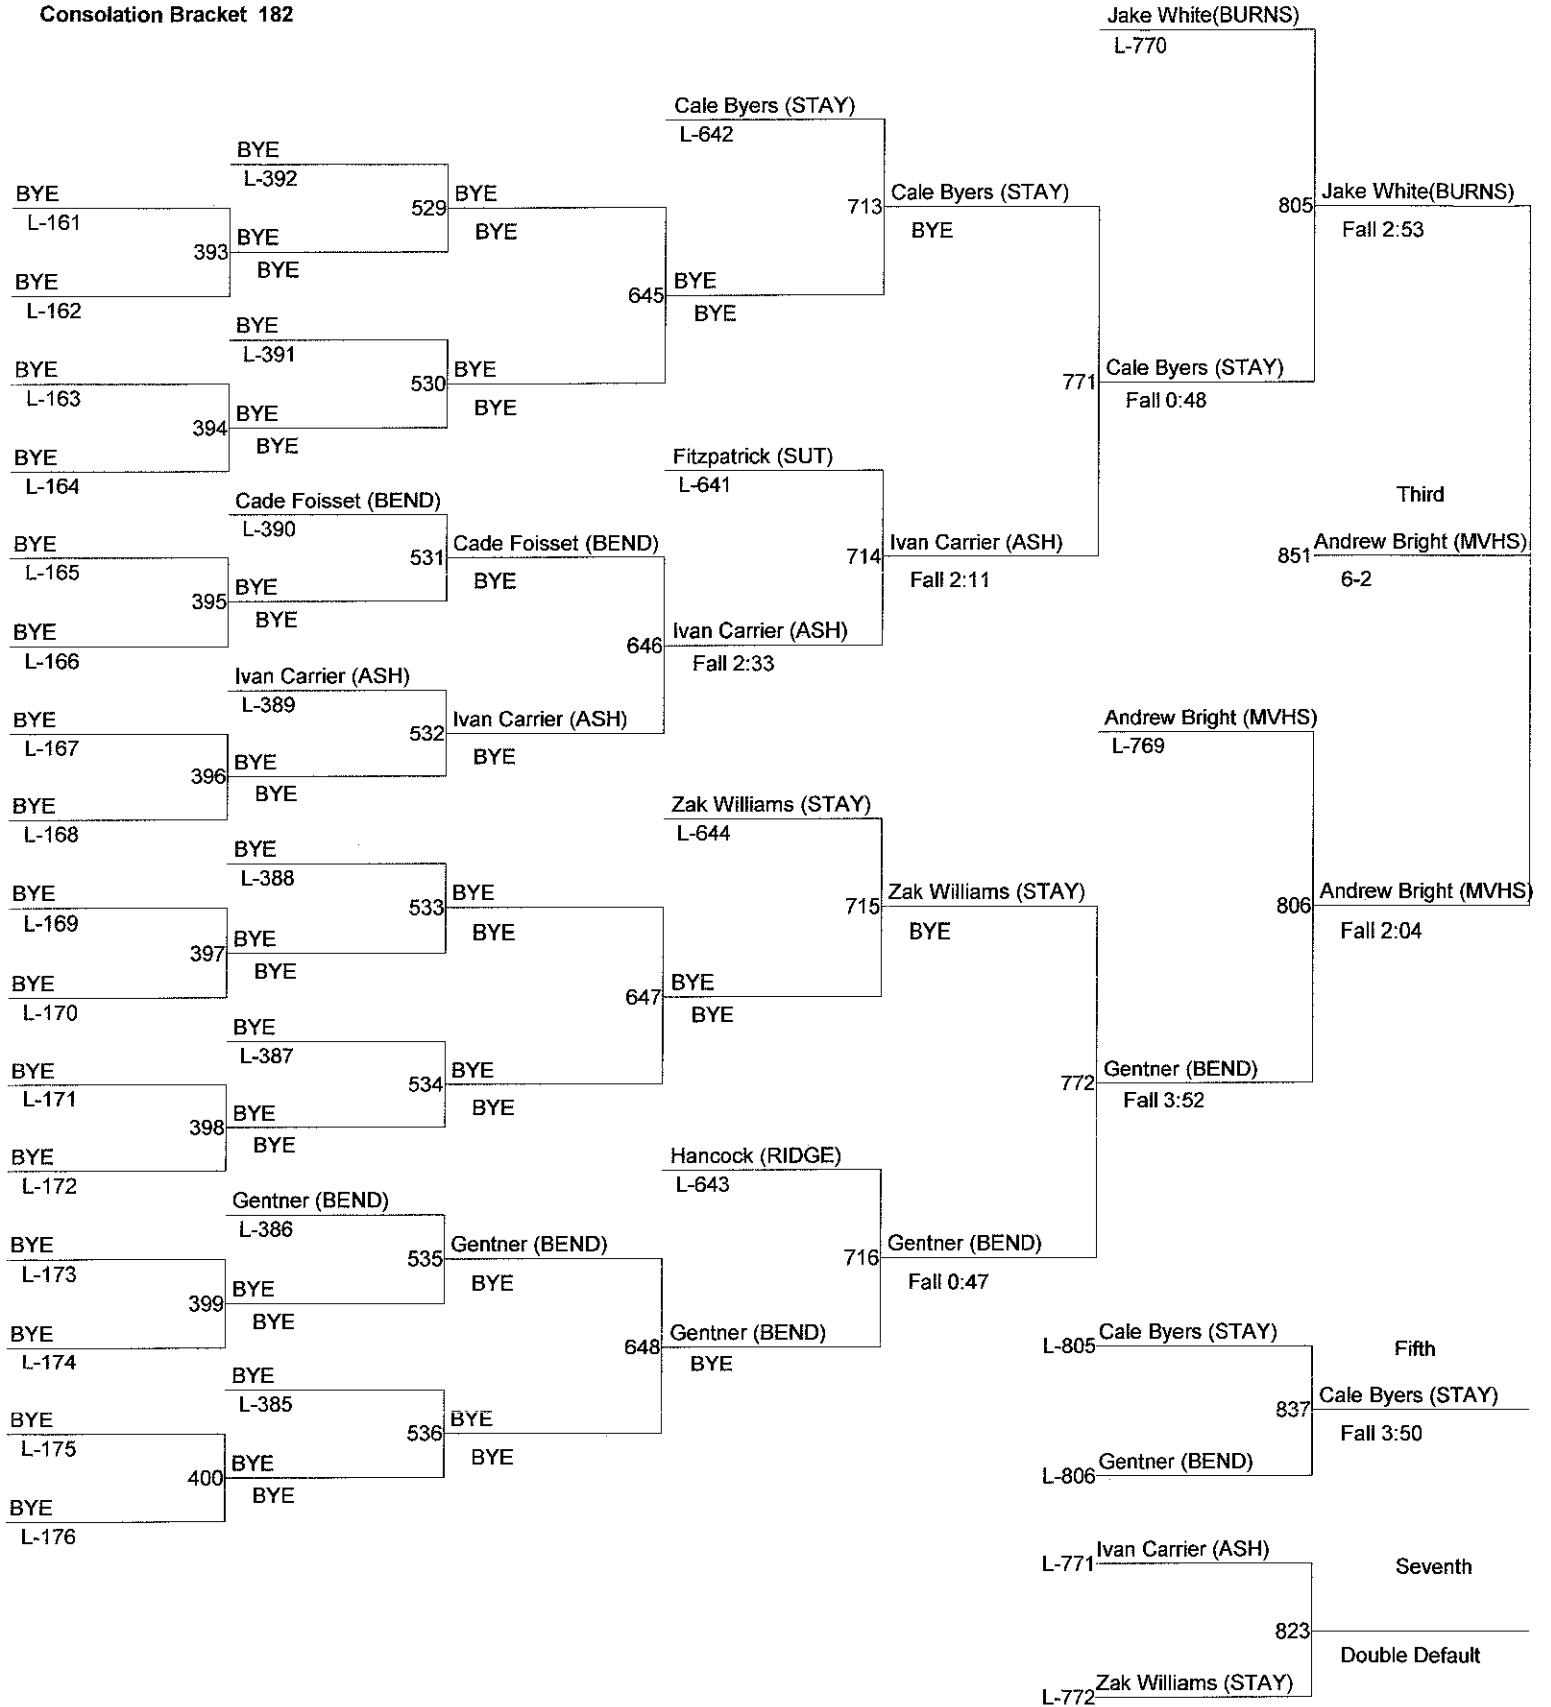 Consolation Bracket 182
Jake White(BURNS)
L-770
Cale Byers (STAY)
L-642
BYE
L-392
BYE
L-161
529
BYE
BYE
713
Cale Byers (STAY)
BYE
805
Jake White(BURNS)
Fall 2:53
393
BYE
BYE
BYE
L-162
645
BYE
BYE
BYE
L-391
BYE
L-163
530
BYE
BYE
771
Cale Byers (STAY)
Fall 0:48
394
BYE
BYE
BYE
L-164
Fitzpatrick (SUT)
L-641
Third
Cade Foisset (BEND)
L-390
BYE
L-165
531
Cade Foisset (BEND)
BYE
714
Ivan Carrier (ASH)
Fall 2:11
851
Andrew Bright (MVHS)
6-2
395
BYE
BYE
BYE
L-166
646
Ivan Carrier (ASH)
Fall 2:33
Ivan Carrier (ASH)
L-389
BYE
L-167
532
Ivan Carrier (ASH)
BYE
Andrew Bright (MVHS)
L-769
396
BYE
BYE
BYE
L-168
Zak Williams (STAY)
L-644
BYE
L-388
BYE
L-169
533
BYE
BYE
715
Zak Williams (STAY)
BYE
806
Andrew Bright (MVHS)
Fall 2:04
397
BYE
BYE
BYE
L-170
647
BYE
BYE
BYE
L-387
BYE
L-171
534
BYE
BYE
772
Gentner (BEND)
Fall 3:52
398
BYE
BYE
BYE
L-172
Hancock (RIDGE)
L-643
Gentner (BEND)
L-386
BYE
L-173
535
Gentner (BEND)
BYE
716
Gentner (BEND)
Fall 0:47
399
BYE
BYE
BYE
L-174
648
Gentner (BEND)
BYE
L-805
Cale Byers (STAY)
Fifth
BYE
L-385
BYE
L-175
536
BYE
BYE
837
Cale Byers (STAY)
Fall 3:50
400
BYE
BYE
L-806
Gentner (BEND)
BYE
L-176
L-771
Ivan Carrier (ASH)
Seventh
823
Double Default
L-772
Zak Williams (STAY)